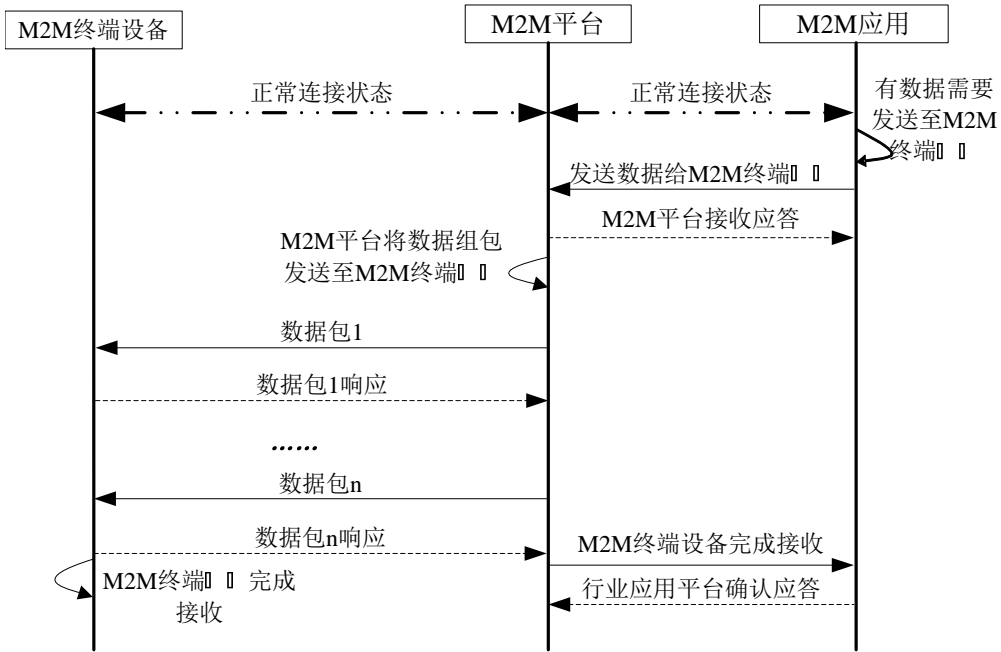 M2M终端设备
M2M平台
M2M应用
正常连接状态
正常连接状态
有数据需要
发送至M2M
终端
发送数据给M2M终端
M2M平台接收应答
M2M平台将数据组包
发送至M2M终端
数据包1
数据包1响应
……
数据包n
数据包n响应
M2M终端设备完成接收
M2M终端 完成
接收
行业应用平台确认应答